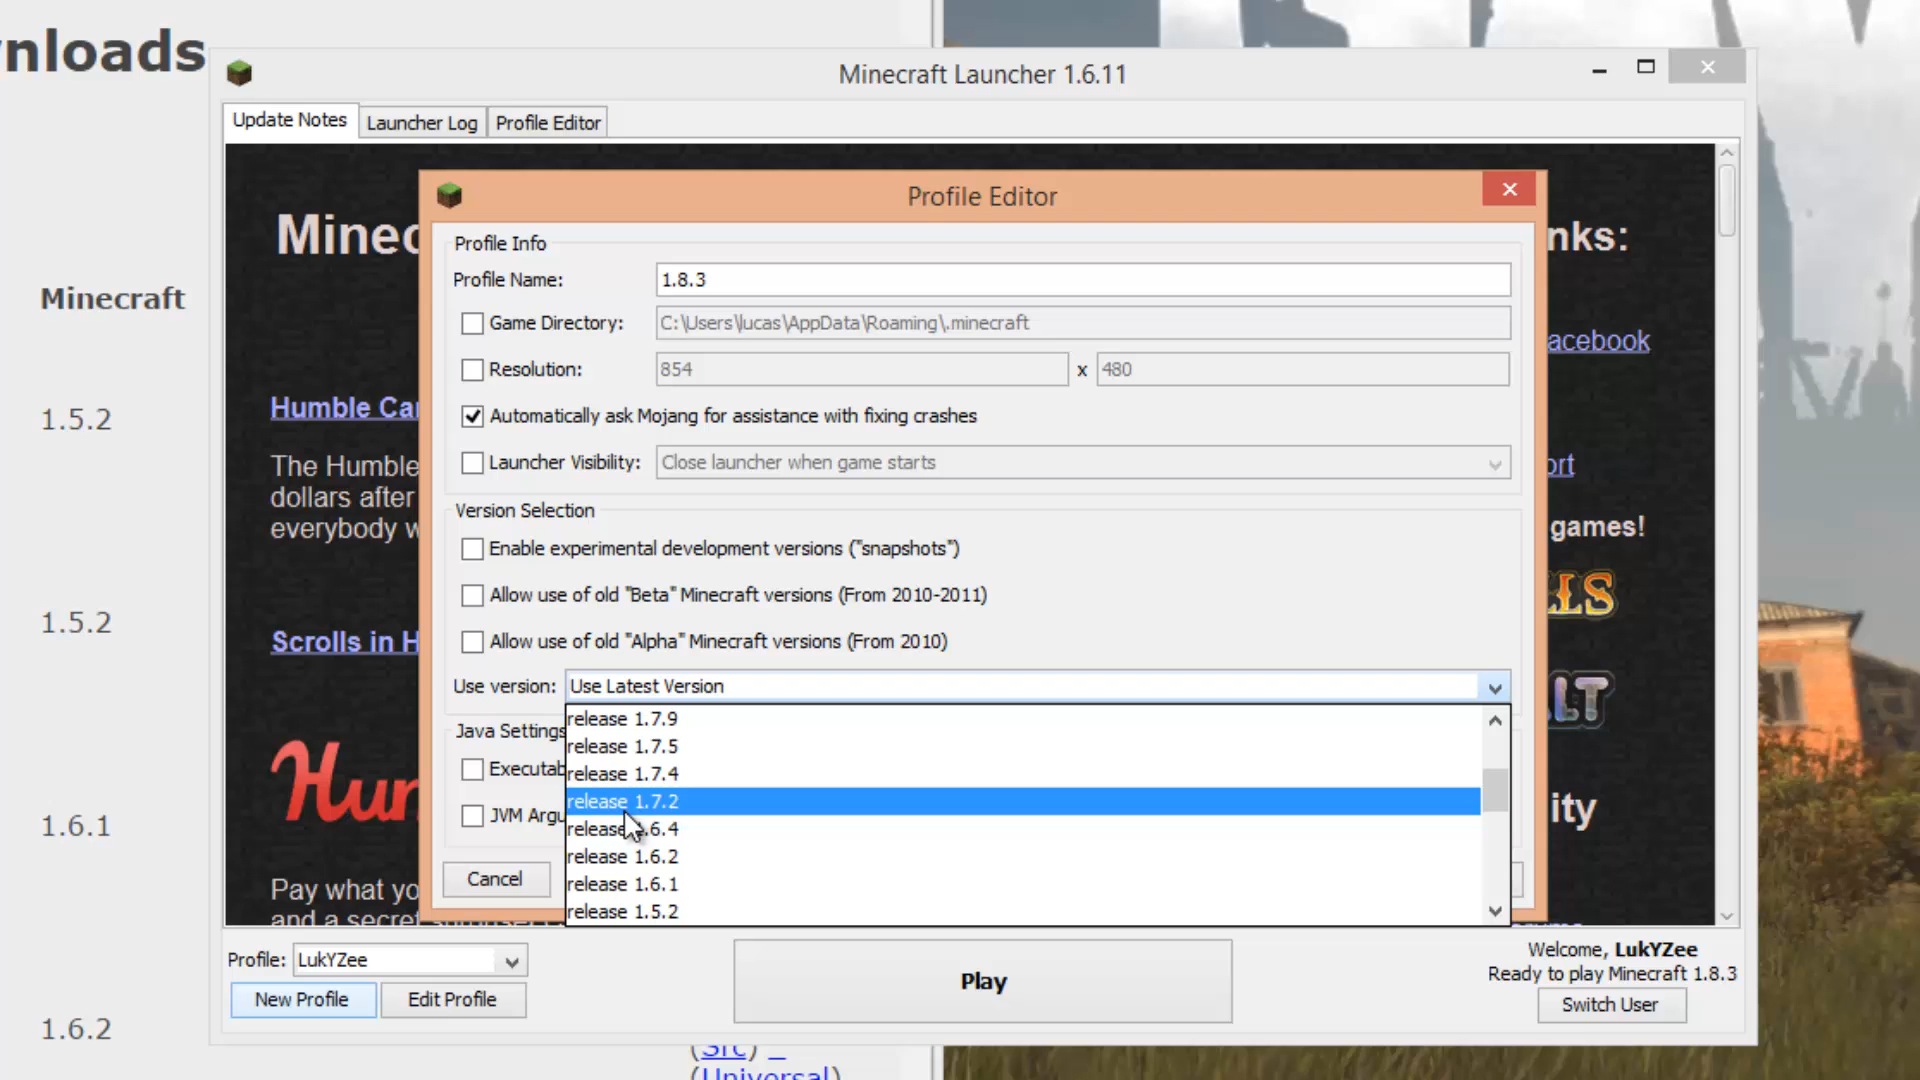 nloads
Minecraft Launcher 1.6.11
Update Notes
Launcher Log
Profile Editor
Minec
nks:
Profile Editor
Profile Info
Profile Name:
1.8.3
Game Directory:
C:\Users\lucas\AppData\Roaming\.minecraft
Resolution:
854
x
480
Automatically ask Mojang for assistance with fixing crashes
Launcher Visibility:
Close launcher when game starts
Version Selection
Enable experimental development versions ("snapshots")
Allow use of old "Beta" Minecraft versions (From 2010-2011)
Allow use of old "Alpha" Minecraft versions (From 2010)
Use version:
Use Latest Version
release 1.7.9
release 1.7.5
release 1.7.4
release 1.7.2
release 1.6.4
release 1.6.2
release 1.6.1
release 1.5.2
Java Settings
Executab
JVM Argu
Cancel
Minecraft
1.5.2
1.5.2
1.6.1
1.6.2
Humble Ca
The Humble
dollars after
everybody w
Scrolls in H
Hum
Pay what yo
and a secret
acebook
ort
games!
LS
LT
ity
Profile:
LukYZee
New Profile
Edit Profile
Play
Welcome, LukYZee
Ready to play Minecraft 1.8.3
Switch User
(Src)
(Universal)